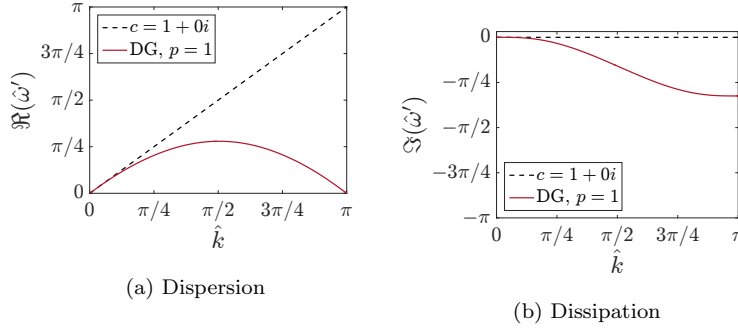 π
3π/4
π/2
π/4
0
ℜ(ω̂′)
c = 1 + 0i
DG, p = 1
0
π/4
π/2
3π/4
π
k̂
(a) Dispersion
0
−π/4
−π/2
−3π/4
−π
ℑ(ω̂′)
c = 1 + 0i
DG, p = 1
0
π/4
π/2
3π/4
π
k̂
(b) Dissipation